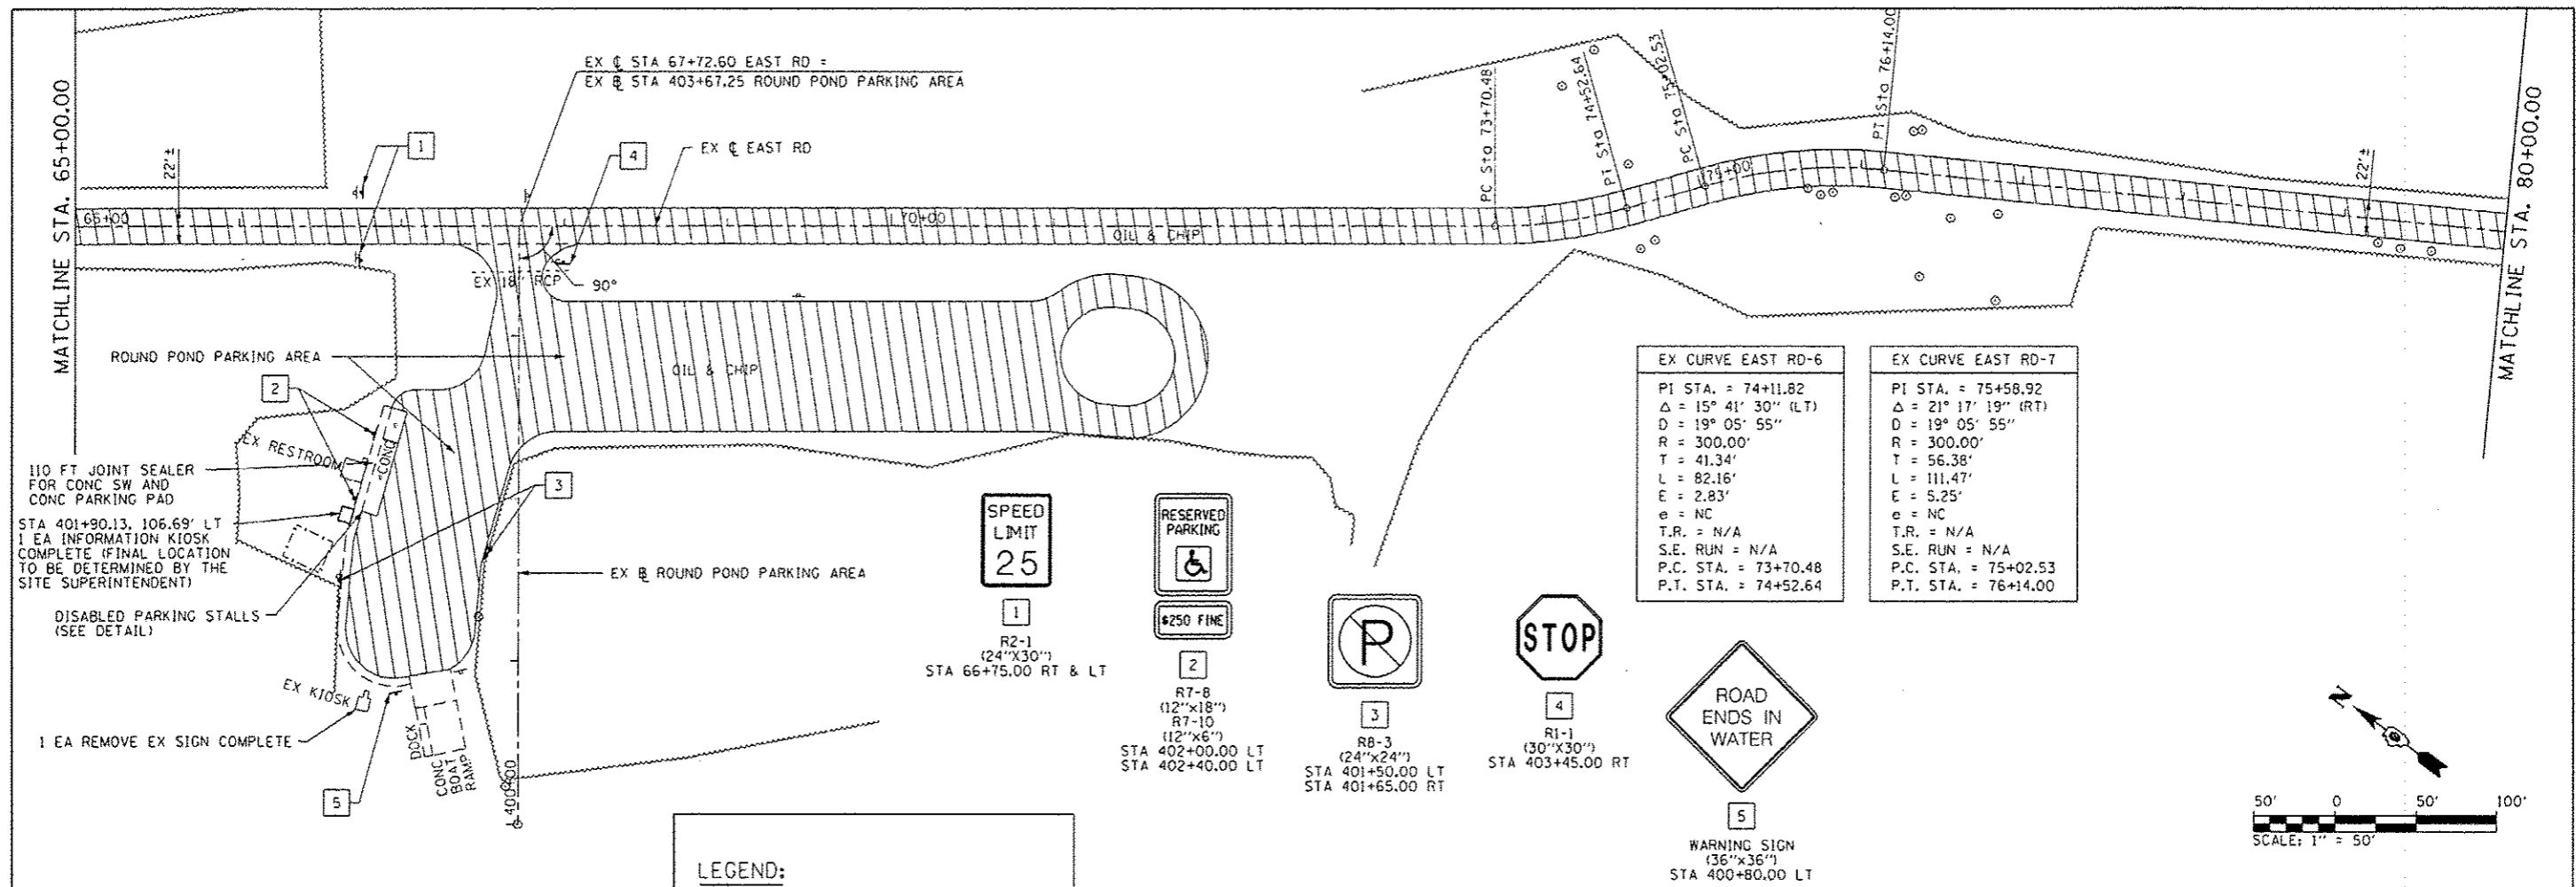 MATCHLINE STA. 65+00.00
22'±
EX ℄ STA 67+72.60 EAST RD =
EX B̲L STA 403+67.25 ROUND POND PARKING AREA
1
4
EX ℄ EAST RD
65+00
70+00
OIL & CHIP
PC Sta 73+70.48
PT Sta 74+52.64
PC Sta 75+02.53
75+00
PT Sta 76+14.00
22'±
MATCHLINE STA. 80+00.00
EX 18" RCP
90°
ROUND POND PARKING AREA
OIL & CHIP
2
EX RESTROOM
CONC
110 FT JOINT SEALER
FOR CONC SW AND
CONC PARKING PAD
STA 401+90.13, 106.69' LT
1 EA INFORMATION KIOSK
COMPLETE (FINAL LOCATION
TO BE DETERMINED BY THE
SITE SUPERINTENDENT)
3
EX BL ROUND POND PARKING AREA
DISABLED PARKING STALLS
(SEE DETAIL)
EX KIOSK
1 EA REMOVE EX SIGN COMPLETE
5
DOCK
CONC
BOAT
RAMP
400+00
SPEED
LIMIT
25
1
R2-1
(24"X30")
STA 66+75.00 RT & LT
RESERVED
PARKING
$250 FINE
2
R7-8
(12"x18")
R7-10
(12"x6")
STA 402+00.00 LT
STA 402+40.00 LT
P
3
R8-3
(24"x24")
STA 401+50.00 LT
STA 401+65.00 RT
STOP
4
R1-1
(30"X30")
STA 403+45.00 RT
ROAD
ENDS IN
WATER
5
WARNING SIGN
(36"x36")
STA 400+80.00 LT
EX CURVE EAST RD-6
PI STA. = 74+11.82
Δ = 15° 41' 30" (LT)
D = 19° 05' 55"
R = 300.00'
T = 41.34'
L = 82.16'
E = 2.83'
e = NC
T.R. = N/A
S.E. RUN = N/A
P.C. STA. = 73+70.48
P.T. STA. = 74+52.64
EX CURVE EAST RD-7
PI STA. = 75+58.92
Δ = 21° 17' 19" (RT)
D = 19° 05' 55"
R = 300.00'
T = 56.38'
L = 111.47'
E = 5.25'
e = NC
T.R. = N/A
S.E. RUN = N/A
P.C. STA. = 75+02.53
P.T. STA. = 76+14.00
N
50' 0 50' 100'
SCALE: 1" = 50'
LEGEND: